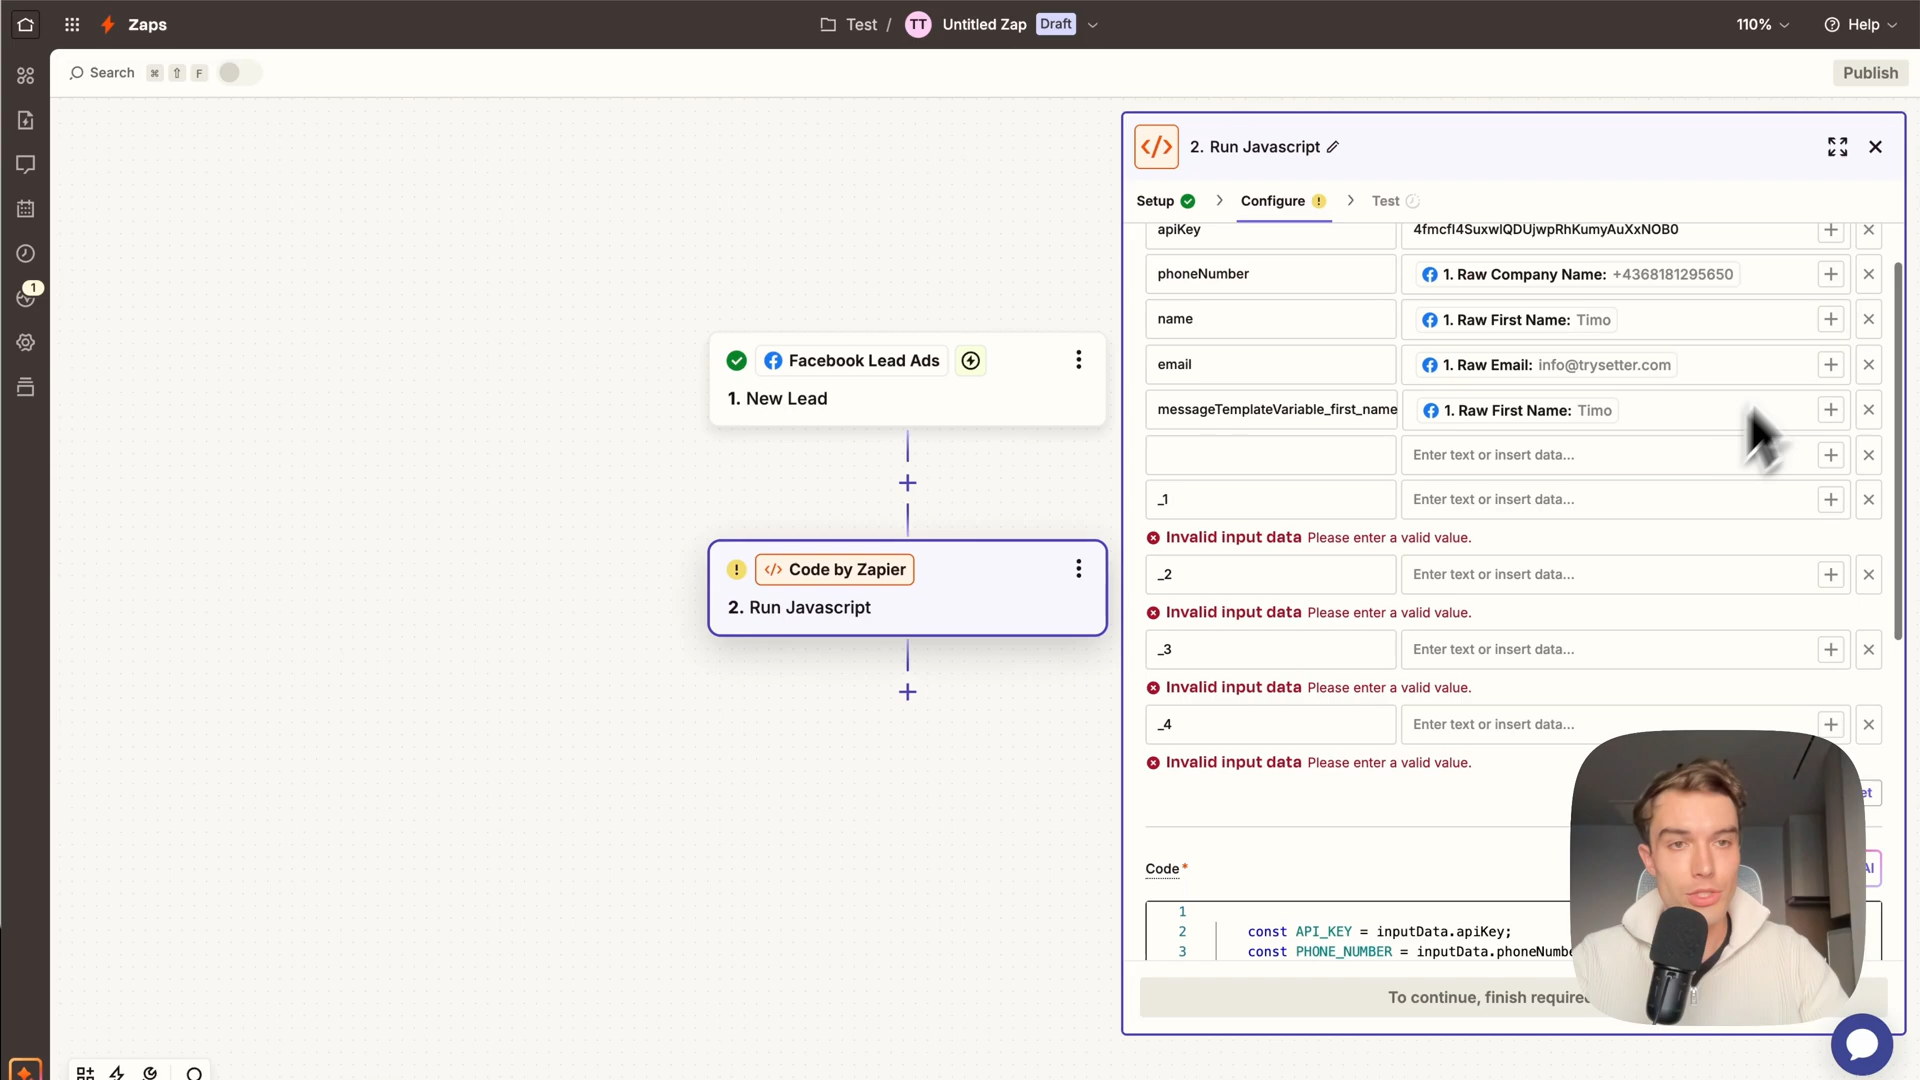 Zaps
Test / TT Untitled Zap Draft
110%
Help
Search ⌘ ⇧ F
Publish
1
2. Run Javascript
Setup > Configure > Test
apiKey
4fmcfI4SuxwIQDUjwpRhKumyAuXxNOB0
phoneNumber
1. Raw Company Name: +4368181295650
name
1. Raw First Name: Timo
email
1. Raw Email: info@trysetter.com
messageTemplateVariable_first_name
1. Raw First Name: Timo
Enter text or insert data...
_1
Enter text or insert data...
Invalid input data Please enter a valid value.
_2
Enter text or insert data...
Invalid input data Please enter a valid value.
_3
Enter text or insert data...
Invalid input data Please enter a valid value.
_4
Enter text or insert data...
Invalid input data Please enter a valid value.
Code*
AI
1
2 const API_KEY = inputData.apiKey;
3 const PHONE_NUMBER = inputData.phoneNumbe
To continue, finish required
Facebook Lead Ads
1. New Lead
Code by Zapier
2. Run Javascript